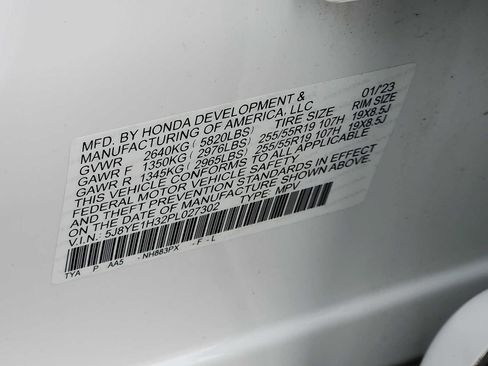 MFD. BY HONDA DEVELOPMENT & 01/'23
MANUFACTURING OF AMERICA, LLC
GVWR 2640KG ( 5820LBS) TIRE SIZE RIM SIZE
GAWR F 1350KG ( 2976LBS) 255/55R19 107H 19X8.5J
GAWR R 1345KG ( 2965LBS) 255/55R19 107H 19X8.5J
THIS VEHICLE CONFORMS TO ALL APPLICABLE
FEDERAL MOTOR VEHICLE SAFETY
AND THEFT PREVENTION STANDARDS IN EFFECT
ON THE DATE OF MANUFACTURE SHOWN ABOVE.
V.I.N.: 5J8YE1H32PL027302 TYPE: MPV
TYA P AA5 -NH883PX -F -L